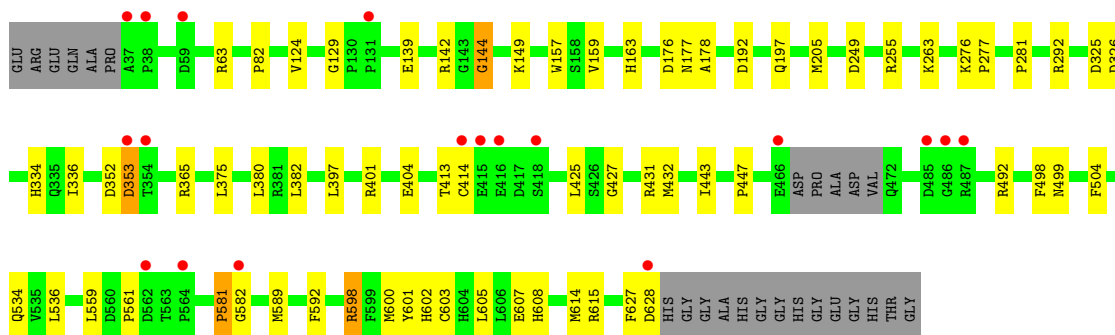 GLU ARG GLU GLN ALA PRO A37 P38 D59 R63 P82 V124 G129 P130 P131 E139 R142 G143 G144 K149 W157 S158 V159 H163 D176 N177 A178 D192 Q197 M205 D249 R255 K263 K276 P277 P281 R292 D325 D326
H334 Q335 I336 D352 D353 T354 R365 L375 L380 R381 L382 L397 R401 E404 T413 C414 E415 E416 D417 S418 L425 S426 G427 R431 M432 I443 P447 E466 ASP PRO ALA ASP VAL Q472 D485 G486 R487 R492 F498 N499 F504
Q534 V535 L536 L559 D560 P561 D562 T563 P564 P581 G582 M589 F592 R598 F599 M600 Y601 H602 C603 H604 L605 L606 E607 H608 M614 R615 F627 D628 HIS GLY GLY ALA HIS GLY GLY HIS GLY GLU GLY GLY HIS THR GLY